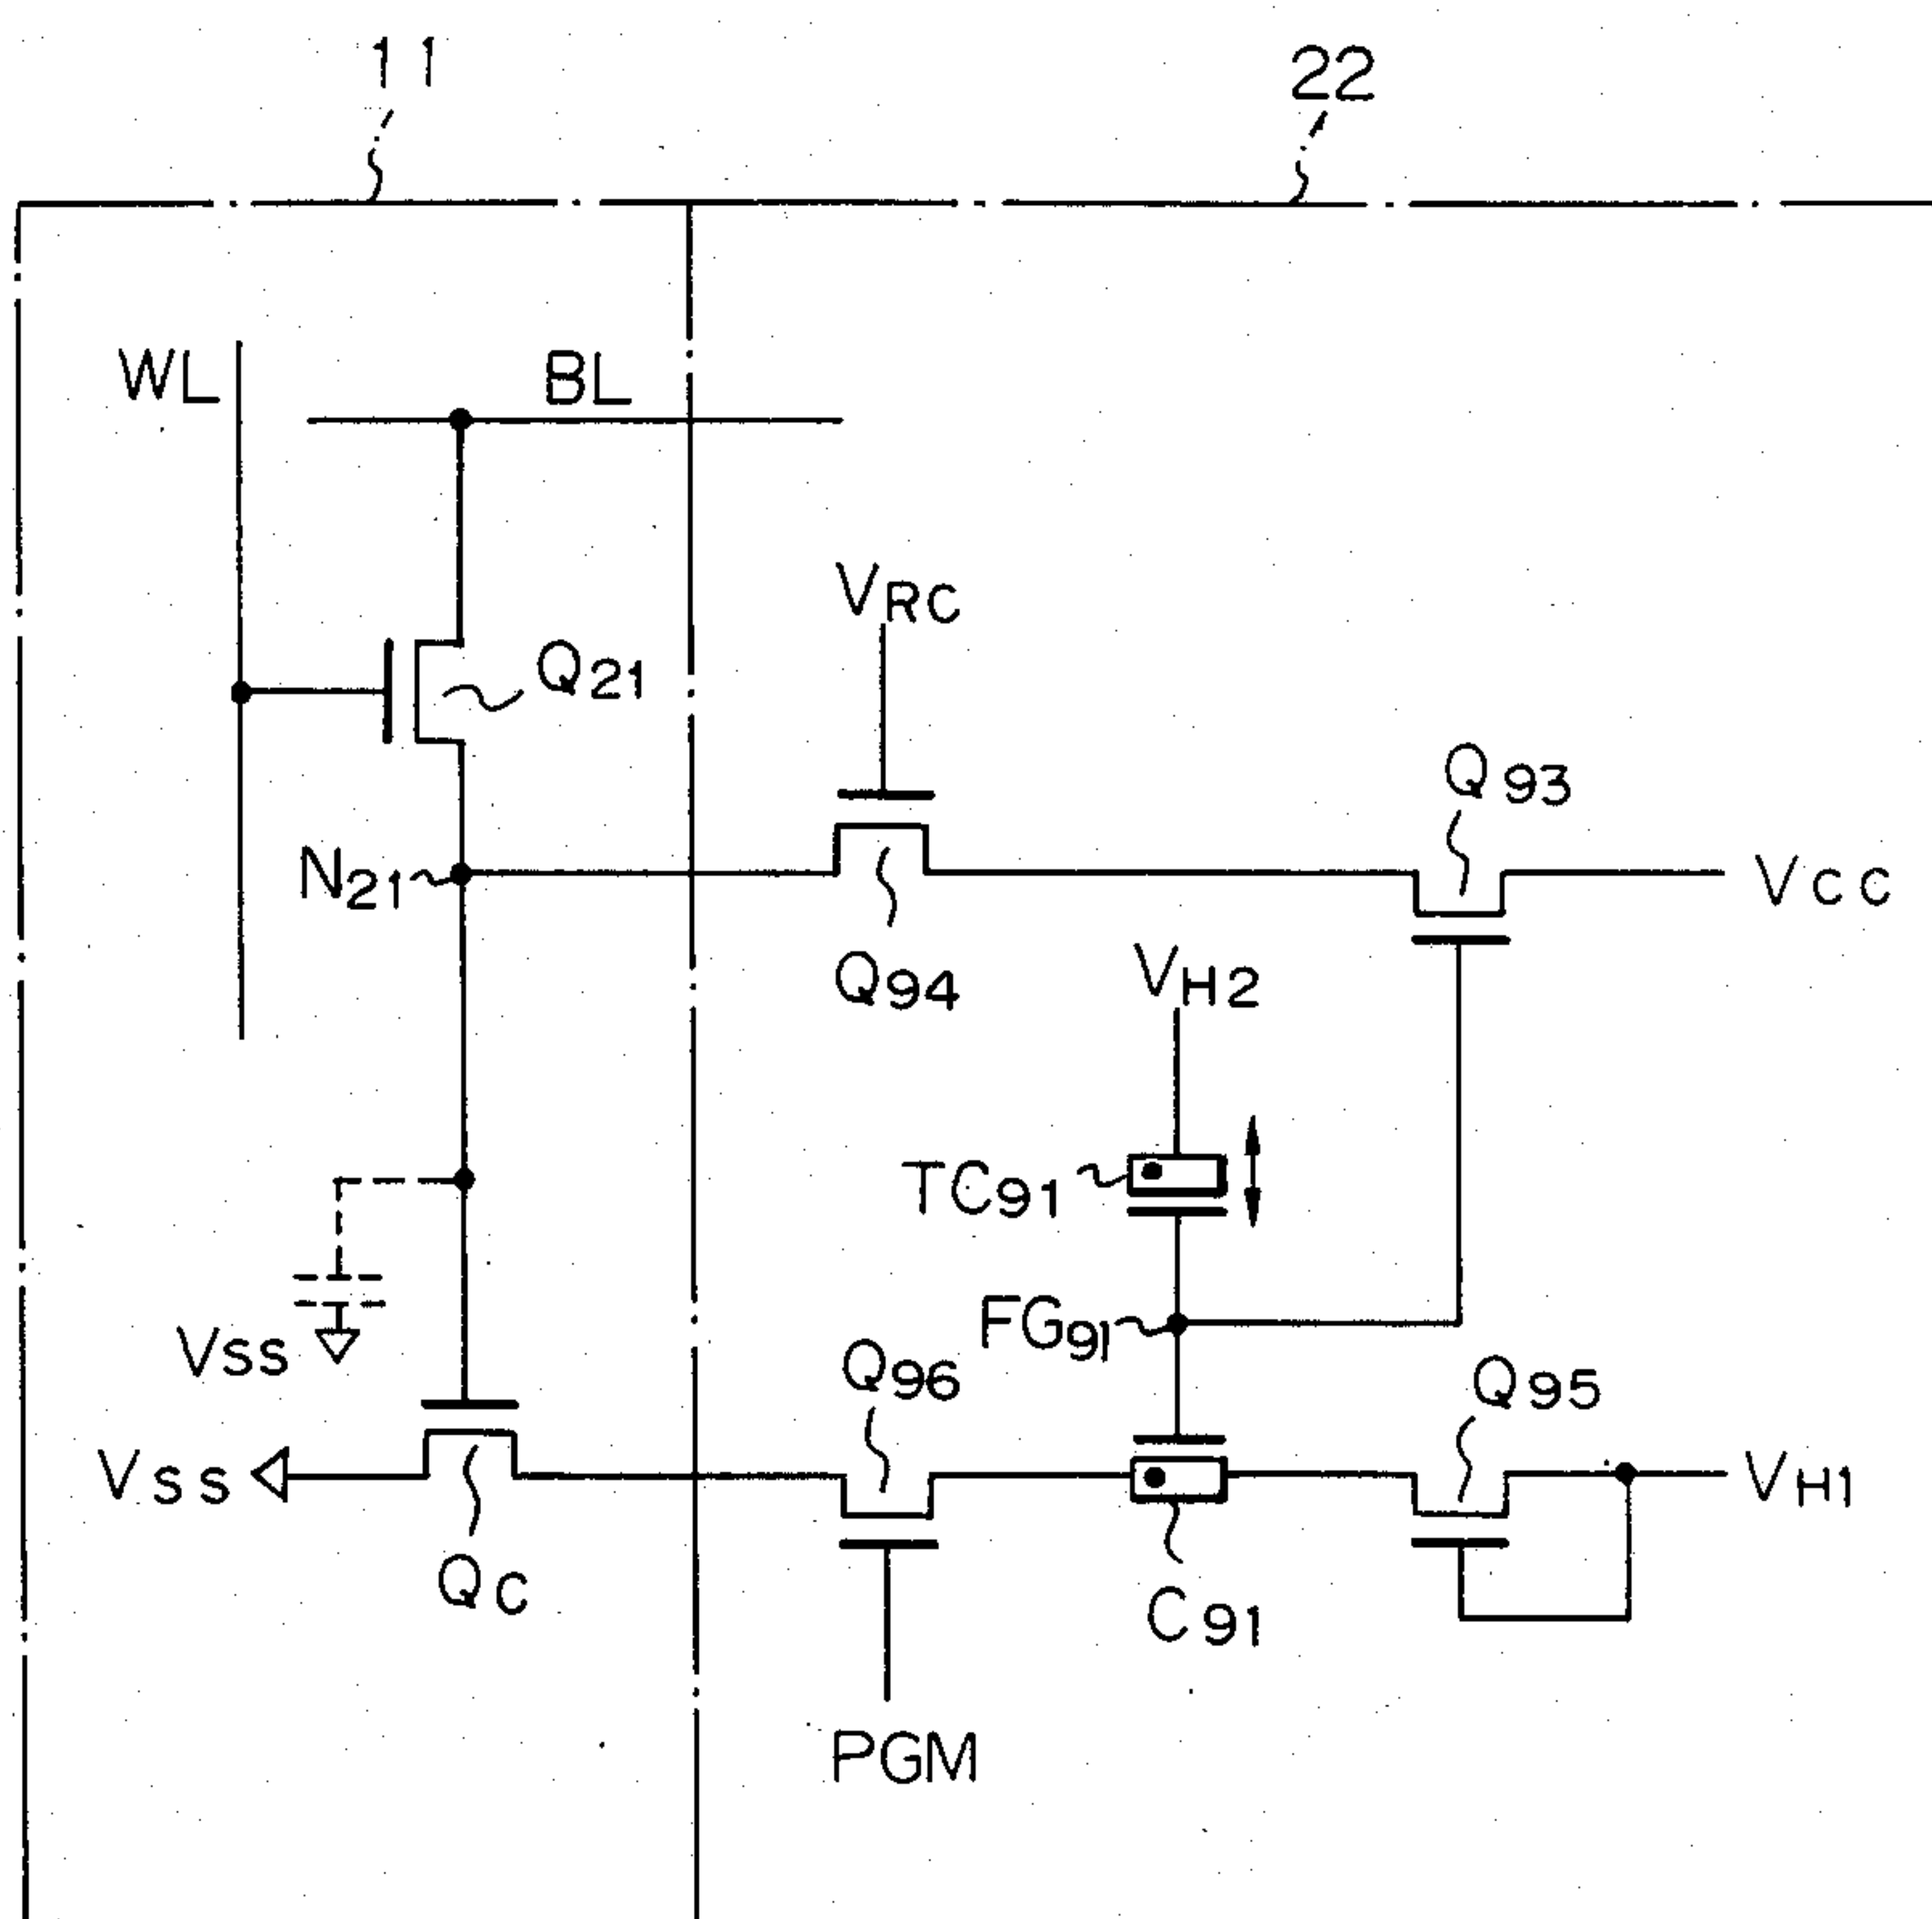 11
22
WL
BL
VRC
Q21
Q93
N21
VCC
Q94
VH2
TC91
FG91
VSS
Q96
Q95
VSS
VH1
QC
C91
PGM